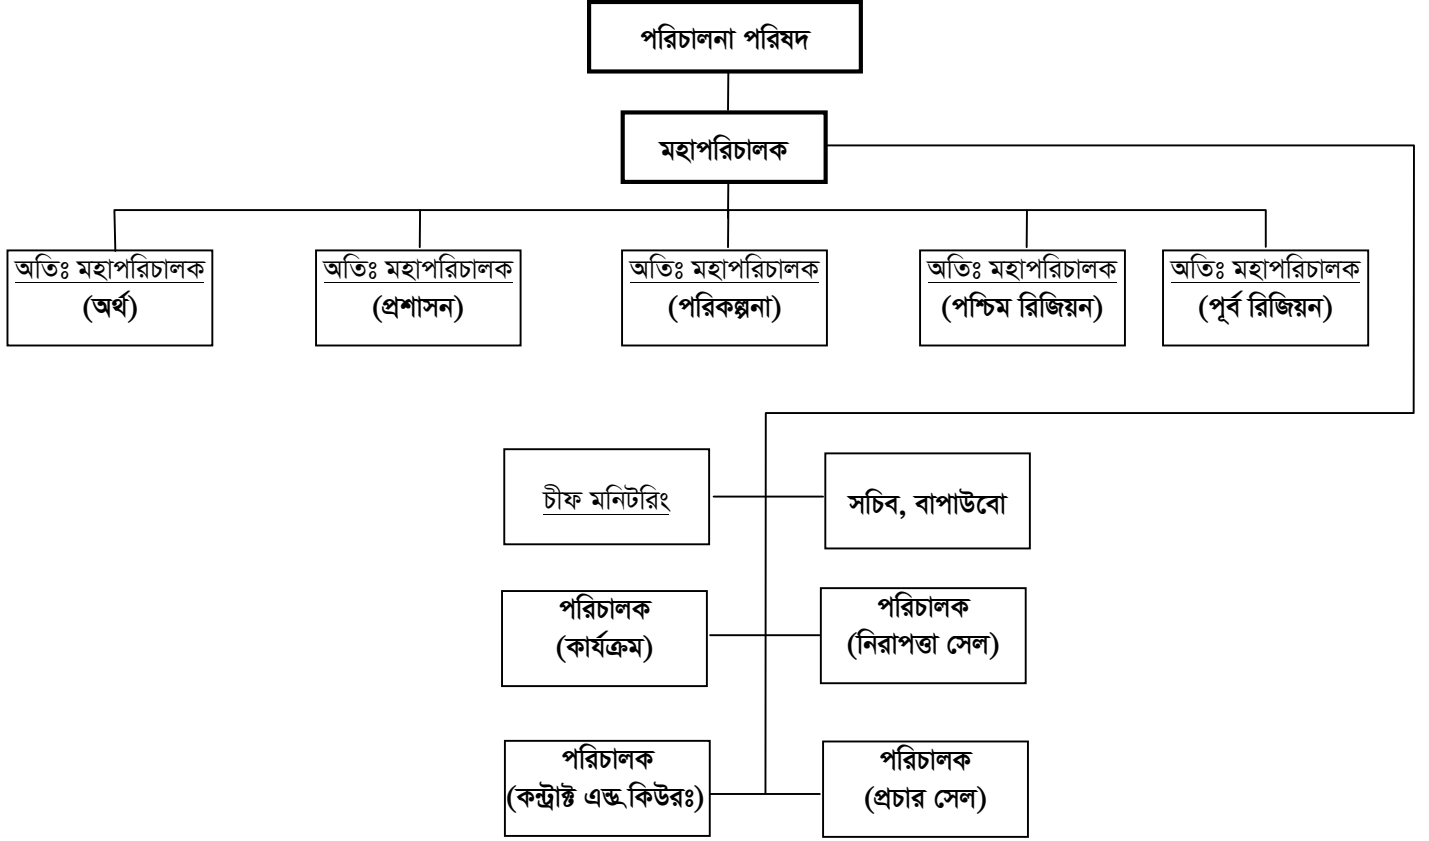 পরিচালনা পরিষদ
মহাপরিচালক
অতিঃ মহাপরিচালক
(অর্থ)
অতিঃ মহাপরিচালক
(প্রশাসন)
অতিঃ মহাপরিচালক
(পরিকল্পনা)
অতিঃ মহাপরিচালক
(পশ্চিম রিজিয়ন)
অতিঃ মহাপরিচালক
(পূর্ব রিজিয়ন)
চীফ মনিটরিং
সচিব, বাপাউবো
পরিচালক
(কার্যক্রম)
পরিচালক
(নিরাপত্তা সেল)
পরিচালক
(কন্ট্রাক্ট এন্ড কিউরঃ)
পরিচালক
(প্রচার সেল)